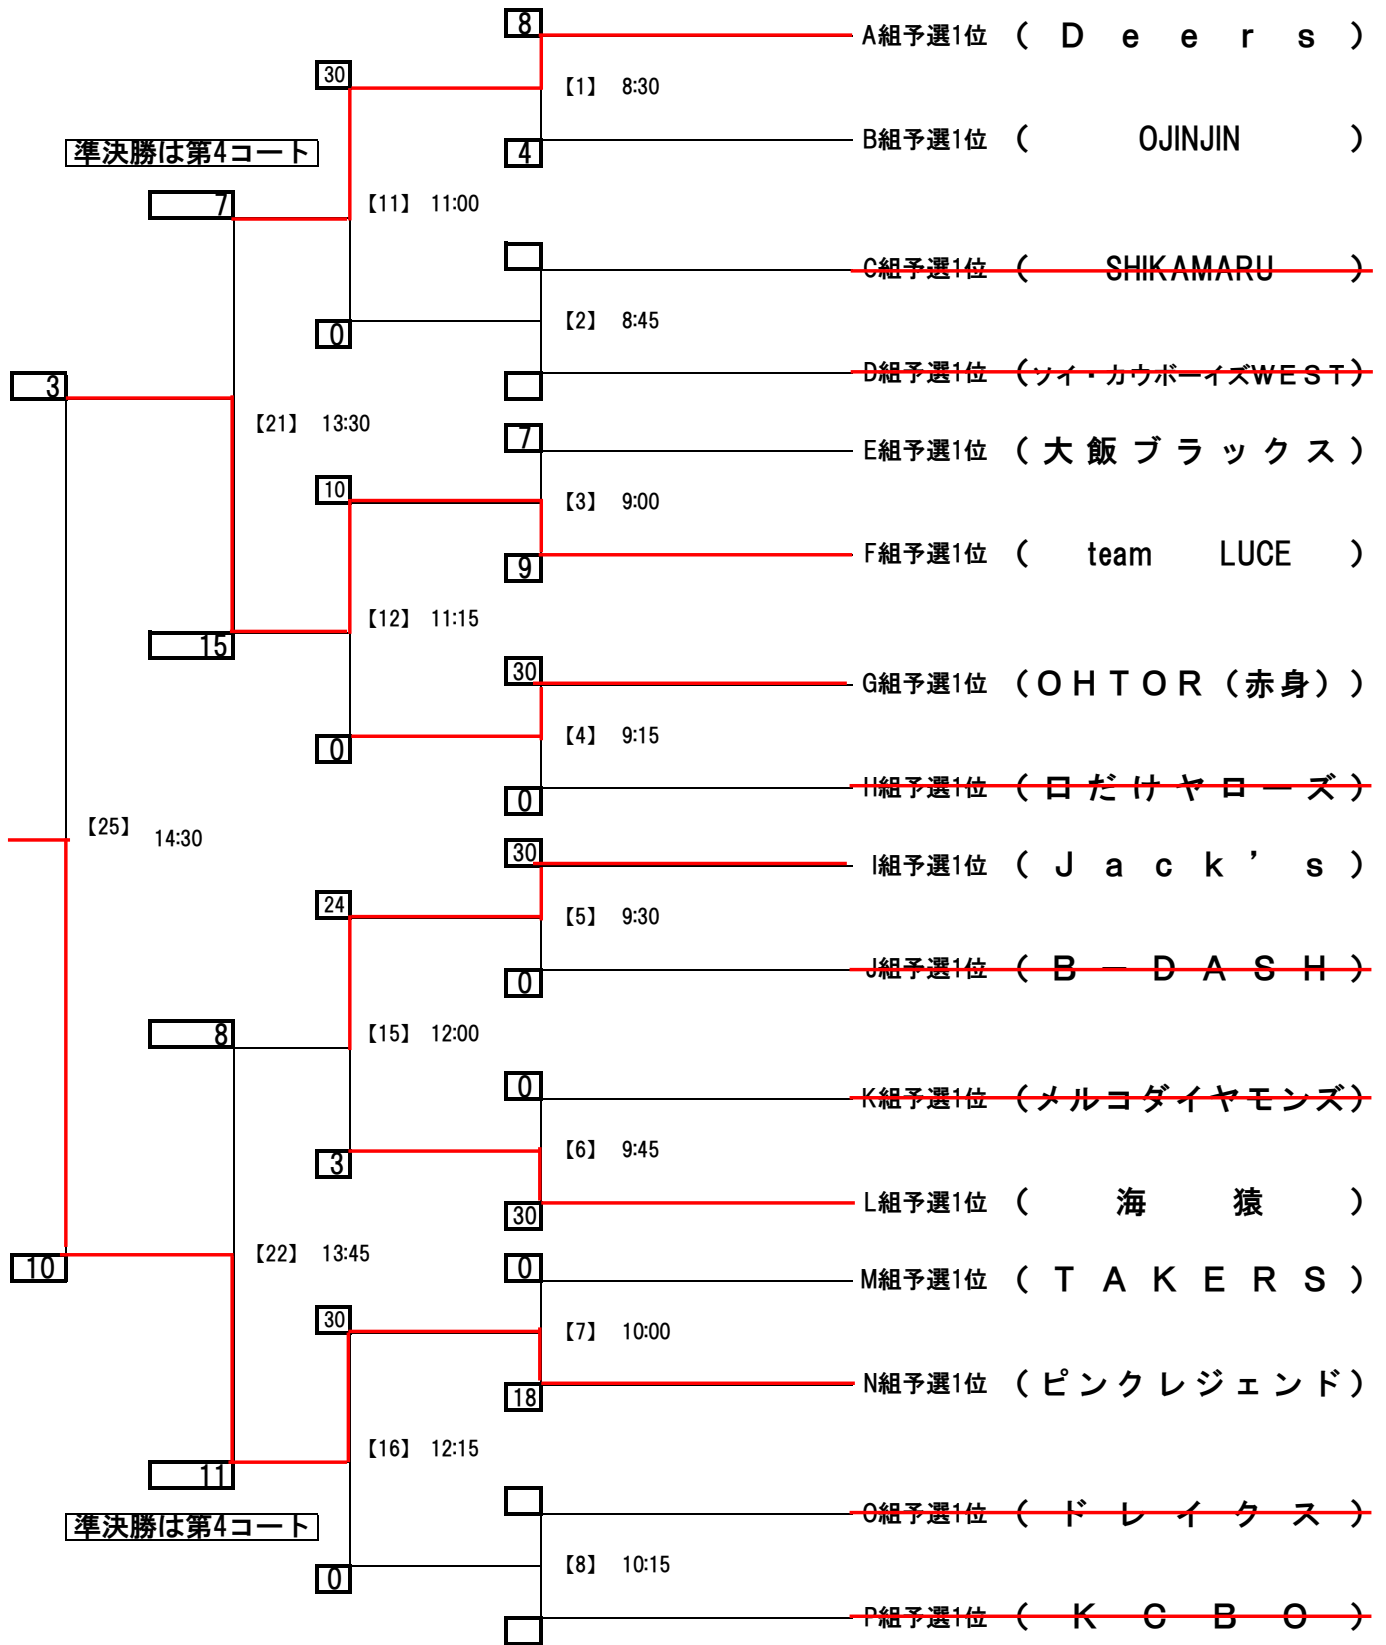 8
A組予選1位 ( D e e r s )
30
【1】 8:30
4
B組予選1位 ( OJINJIN )
準決勝は第4コート
7
【11】 11:00
C組予選1位 ( SHIKAMARU )
0
【2】 8:45
3
D組予選1位 (ソイ・カウボーイズWEST)
【21】 13:30
7
E組予選1位 (大飯ブラックス)
10
【3】 9:00
9
F組予選1位 ( team LUCE )
15
【12】 11:15
30
G組予選1位 (OHTOR(赤身))
0
【4】 9:15
0
H組予選1位 (口だけヤローズ)
【25】 14:30
30
I組予選1位 ( J a c k ' s )
24
【5】 9:30
0
J組予選1位 ( B - D A S H )
8
【15】 12:00
0
K組予選1位 (メルコダイヤモンズ)
3
【6】 9:45
30
L組予選1位 ( 海 猿 )
10
【22】 13:45
0
M組予選1位 ( T A K E R S )
30
【7】 10:00
18
N組予選1位 (ピンクレジェンド)
11
【16】 12:15
準決勝は第4コート
O組予選1位 ( ド レ イ ク ス )
0
【8】 10:15
P組予選1位 ( K C B O )